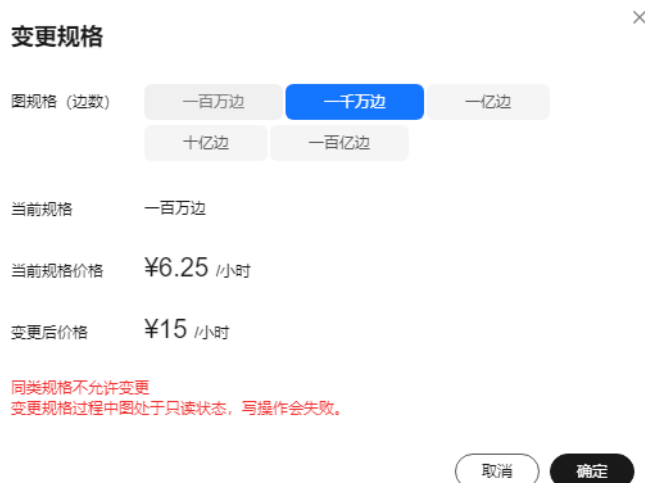 变更规格
图规格（边数） 一百万边 一千万边 一亿边
十亿边 一百亿边
当前规格 一百万边
当前规格价格 ¥6.25 /小时
变更后价格 ¥15 /小时
同类规格不允许变更
变更规格过程中图处于只读状态，写操作会失败。
取消 确定